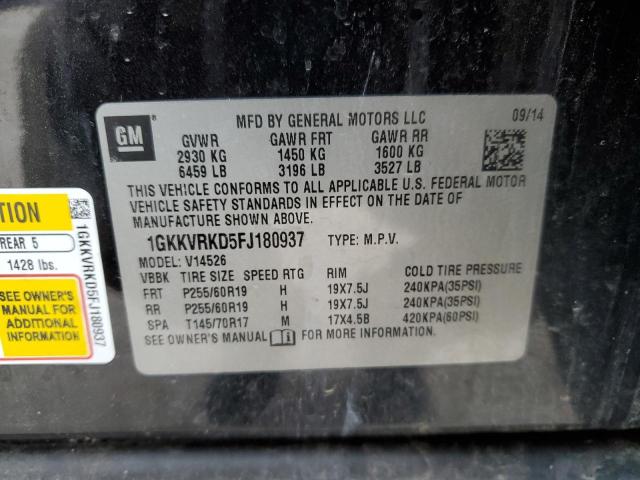 GM
MFD BY GENERAL MOTORS LLC 09/14
GVWR GAWR FRT GAWR RR
2930 KG 1450 KG 1600 KG
6459 LB 3196 LB 3527 LB
THIS VEHICLE CONFORMS TO ALL APPLICABLE U.S. FEDERAL MOTOR
VEHICLE SAFETY STANDARDS IN EFFECT ON THE DATE OF
MANUFACTURE SHOWN ABOVE.
1GKKVRKD5FJ180937 TYPE: M.P.V.
MODEL: V14526
VBBK TIRE SIZE SPEED RTG RIM COLD TIRE PRESSURE
FRT P255/60R19 H 19X7.5J 240KPA(35PSI)
RR P255/60R19 H 19X7.5J 240KPA(35PSI)
SPA T145/70R17 M 17X4.5B 420KPA(60PSI)
SEE OWNER'S MANUAL FOR MORE INFORMATION
TION
REAR 5
1428 lbs.
SEE OWNER'S
MANUAL FOR
ADDITIONAL
INFORMATION
1GKKVRKD5FJ180937